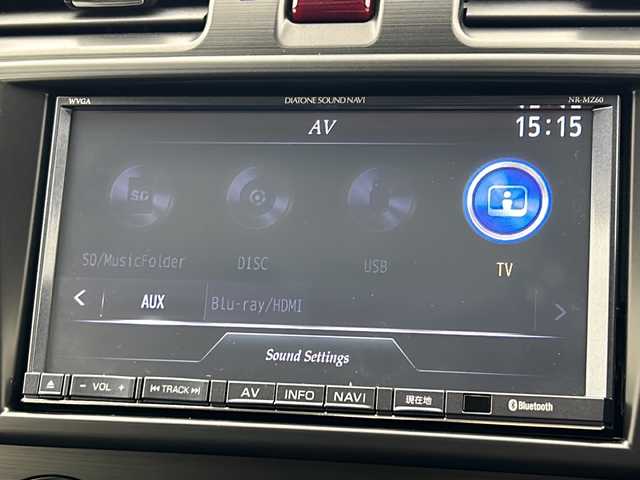 WVGA DIATONE SOUND NAVI NR-MZ60
AV 15:15
SD
SD/MusicFolder DISC USB TV
AUX Blu-ray/HDMI
Sound Settings
− VOL + TRACK AV INFO NAVI 現在地 Bluetooth